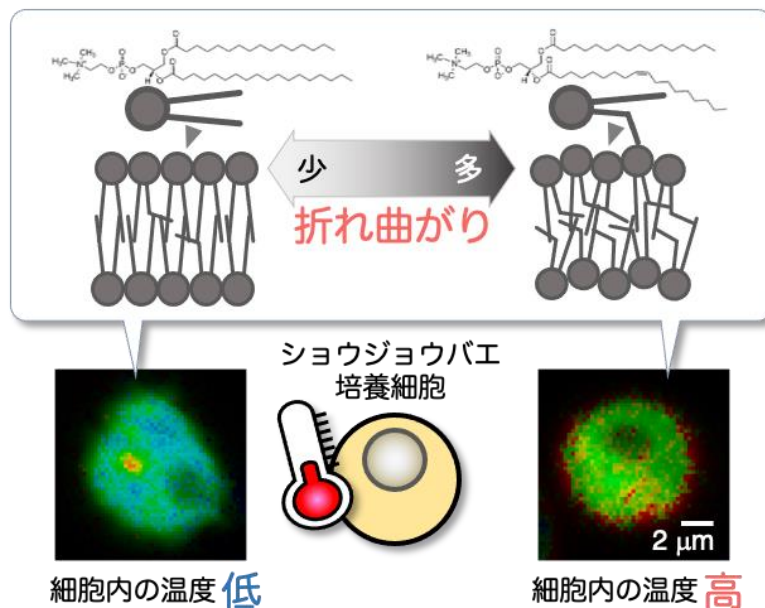 少 多
折れ曲がり
ショウジョウバエ
培養細胞
2 μm
細胞内の温度 低
細胞内の温度 高